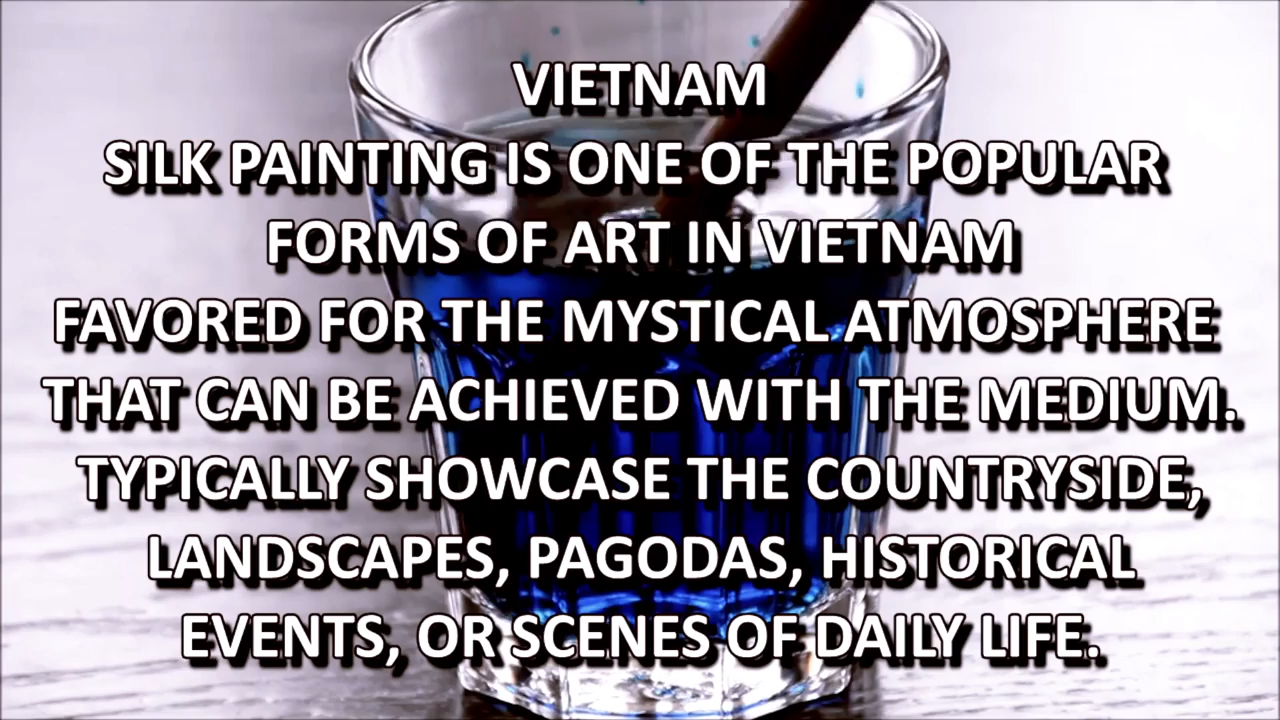 VIETNAM
SILK PAINTING IS ONE OF THE POPULAR
FORMS OF ART IN VIETNAM
FAVORED FOR THE MYSTICAL ATMOSPHERE
THAT CAN BE ACHIEVED WITH THE MEDIUM.
TYPICALLY SHOWCASE THE COUNTRYSIDE,
LANDSCAPES, PAGODAS, HISTORICAL
EVENTS, OR SCENES OF DAILY LIFE.